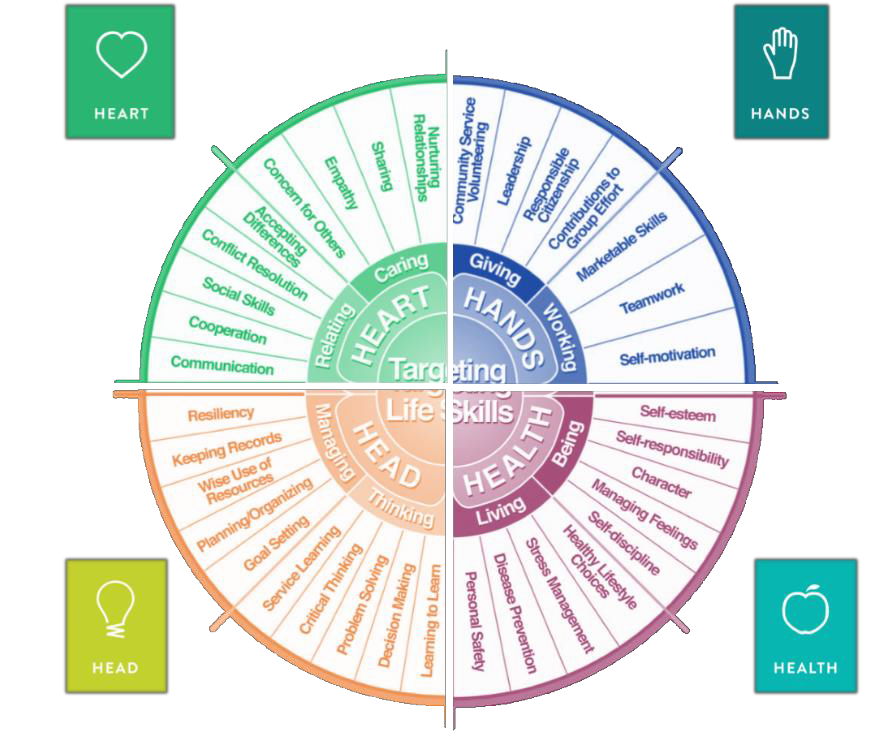 HEART
HANDS
Nurturing
Relationships
Sharing
Empathy
Concern for Others
Accepting
Differences
Conflict Resolution
Social Skills
Cooperation
Communication
Caring
Relating
HEART
Community Service
Volunteering
Leadership
Responsible
Citizenship
Contributions to
Group Effort
Marketable Skills
Teamwork
Self-motivation
Giving
Working
HANDS
Targeting
Life Skills
Resiliency
Keeping Records
Wise Use of
Resources
Planning/Organizing
Goal Setting
Service Learning
Critical Thinking
Problem Solving
Decision Making
Learning to Learn
Managing
Thinking
HEAD
Self-esteem
Self-responsibility
Character
Managing Feelings
Self-discipline
Healthy Lifestyle
Choices
Stress Management
Disease Prevention
Personal Safety
Being
Living
HEALTH
HEAD
HEALTH